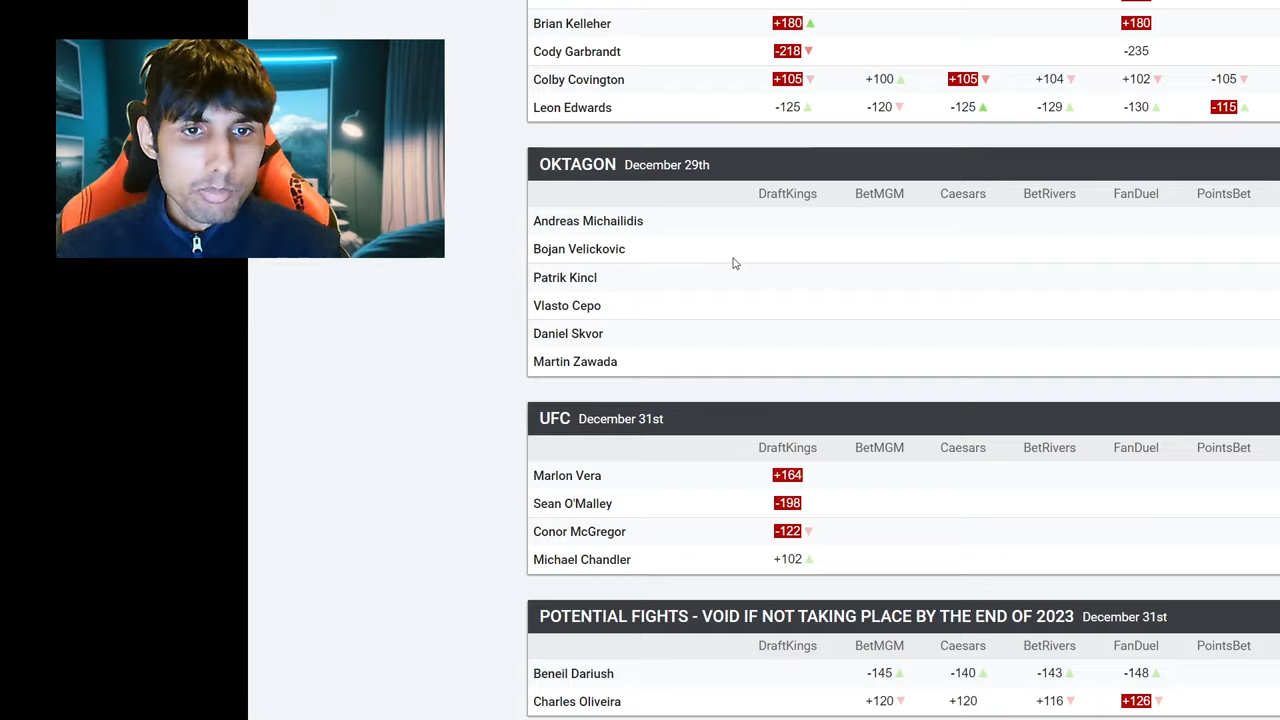 Brian Kelleher +180 +180
Cody Garbrandt -218 -235
Colby Covington +105 +100 +105 +104 +102 -105
Leon Edwards -125 -120 -125 -129 -130 -115
OKTAGON December 29th
DraftKings BetMGM Caesars BetRivers FanDuel PointsBet
Andreas Michailidis
Bojan Velickovic
Patrik Kincl
Vlasto Cepo
Daniel Skvor
Martin Zawada
UFC December 31st
DraftKings BetMGM Caesars BetRivers FanDuel PointsBet
Marlon Vera +164
Sean O'Malley -198
Conor McGregor -122
Michael Chandler +102
POTENTIAL FIGHTS - VOID IF NOT TAKING PLACE BY THE END OF 2023 December 31st
DraftKings BetMGM Caesars BetRivers FanDuel PointsBet
Beneil Dariush -145 -140 -143 -148
Charles Oliveira +120 +120 +116 +126